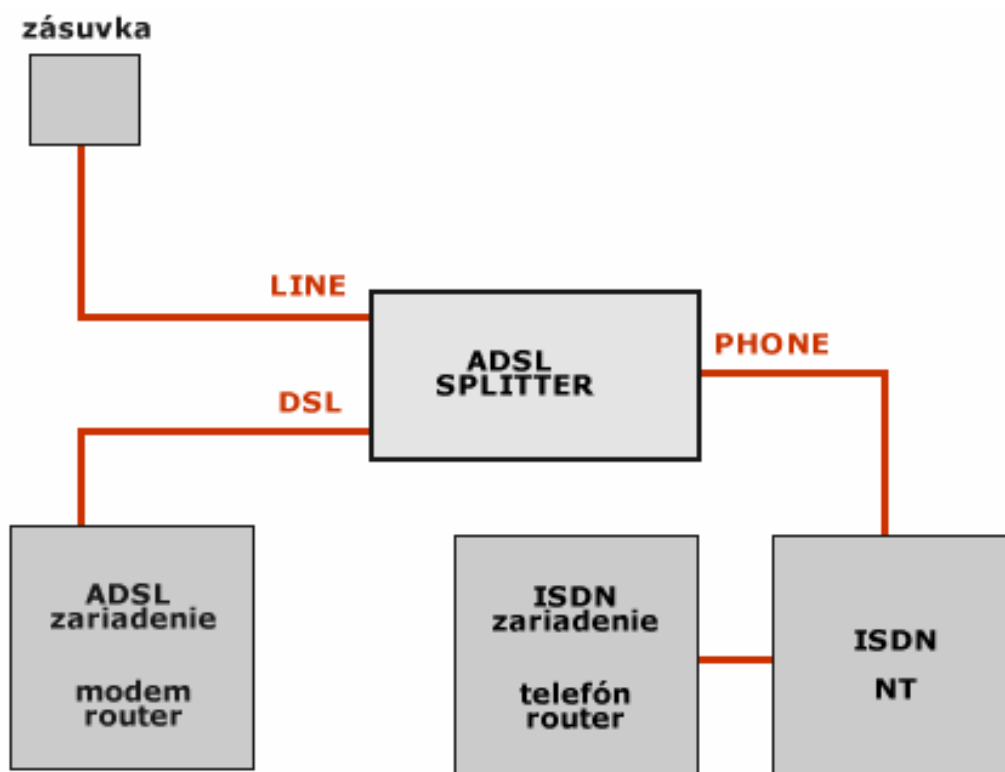 zásuvka
LINE
ADSL
SPLITTER
PHONE
DSL
ADSL
zariadenie
modem
router
ISDN
zariadenie
telefón
router
ISDN
NT